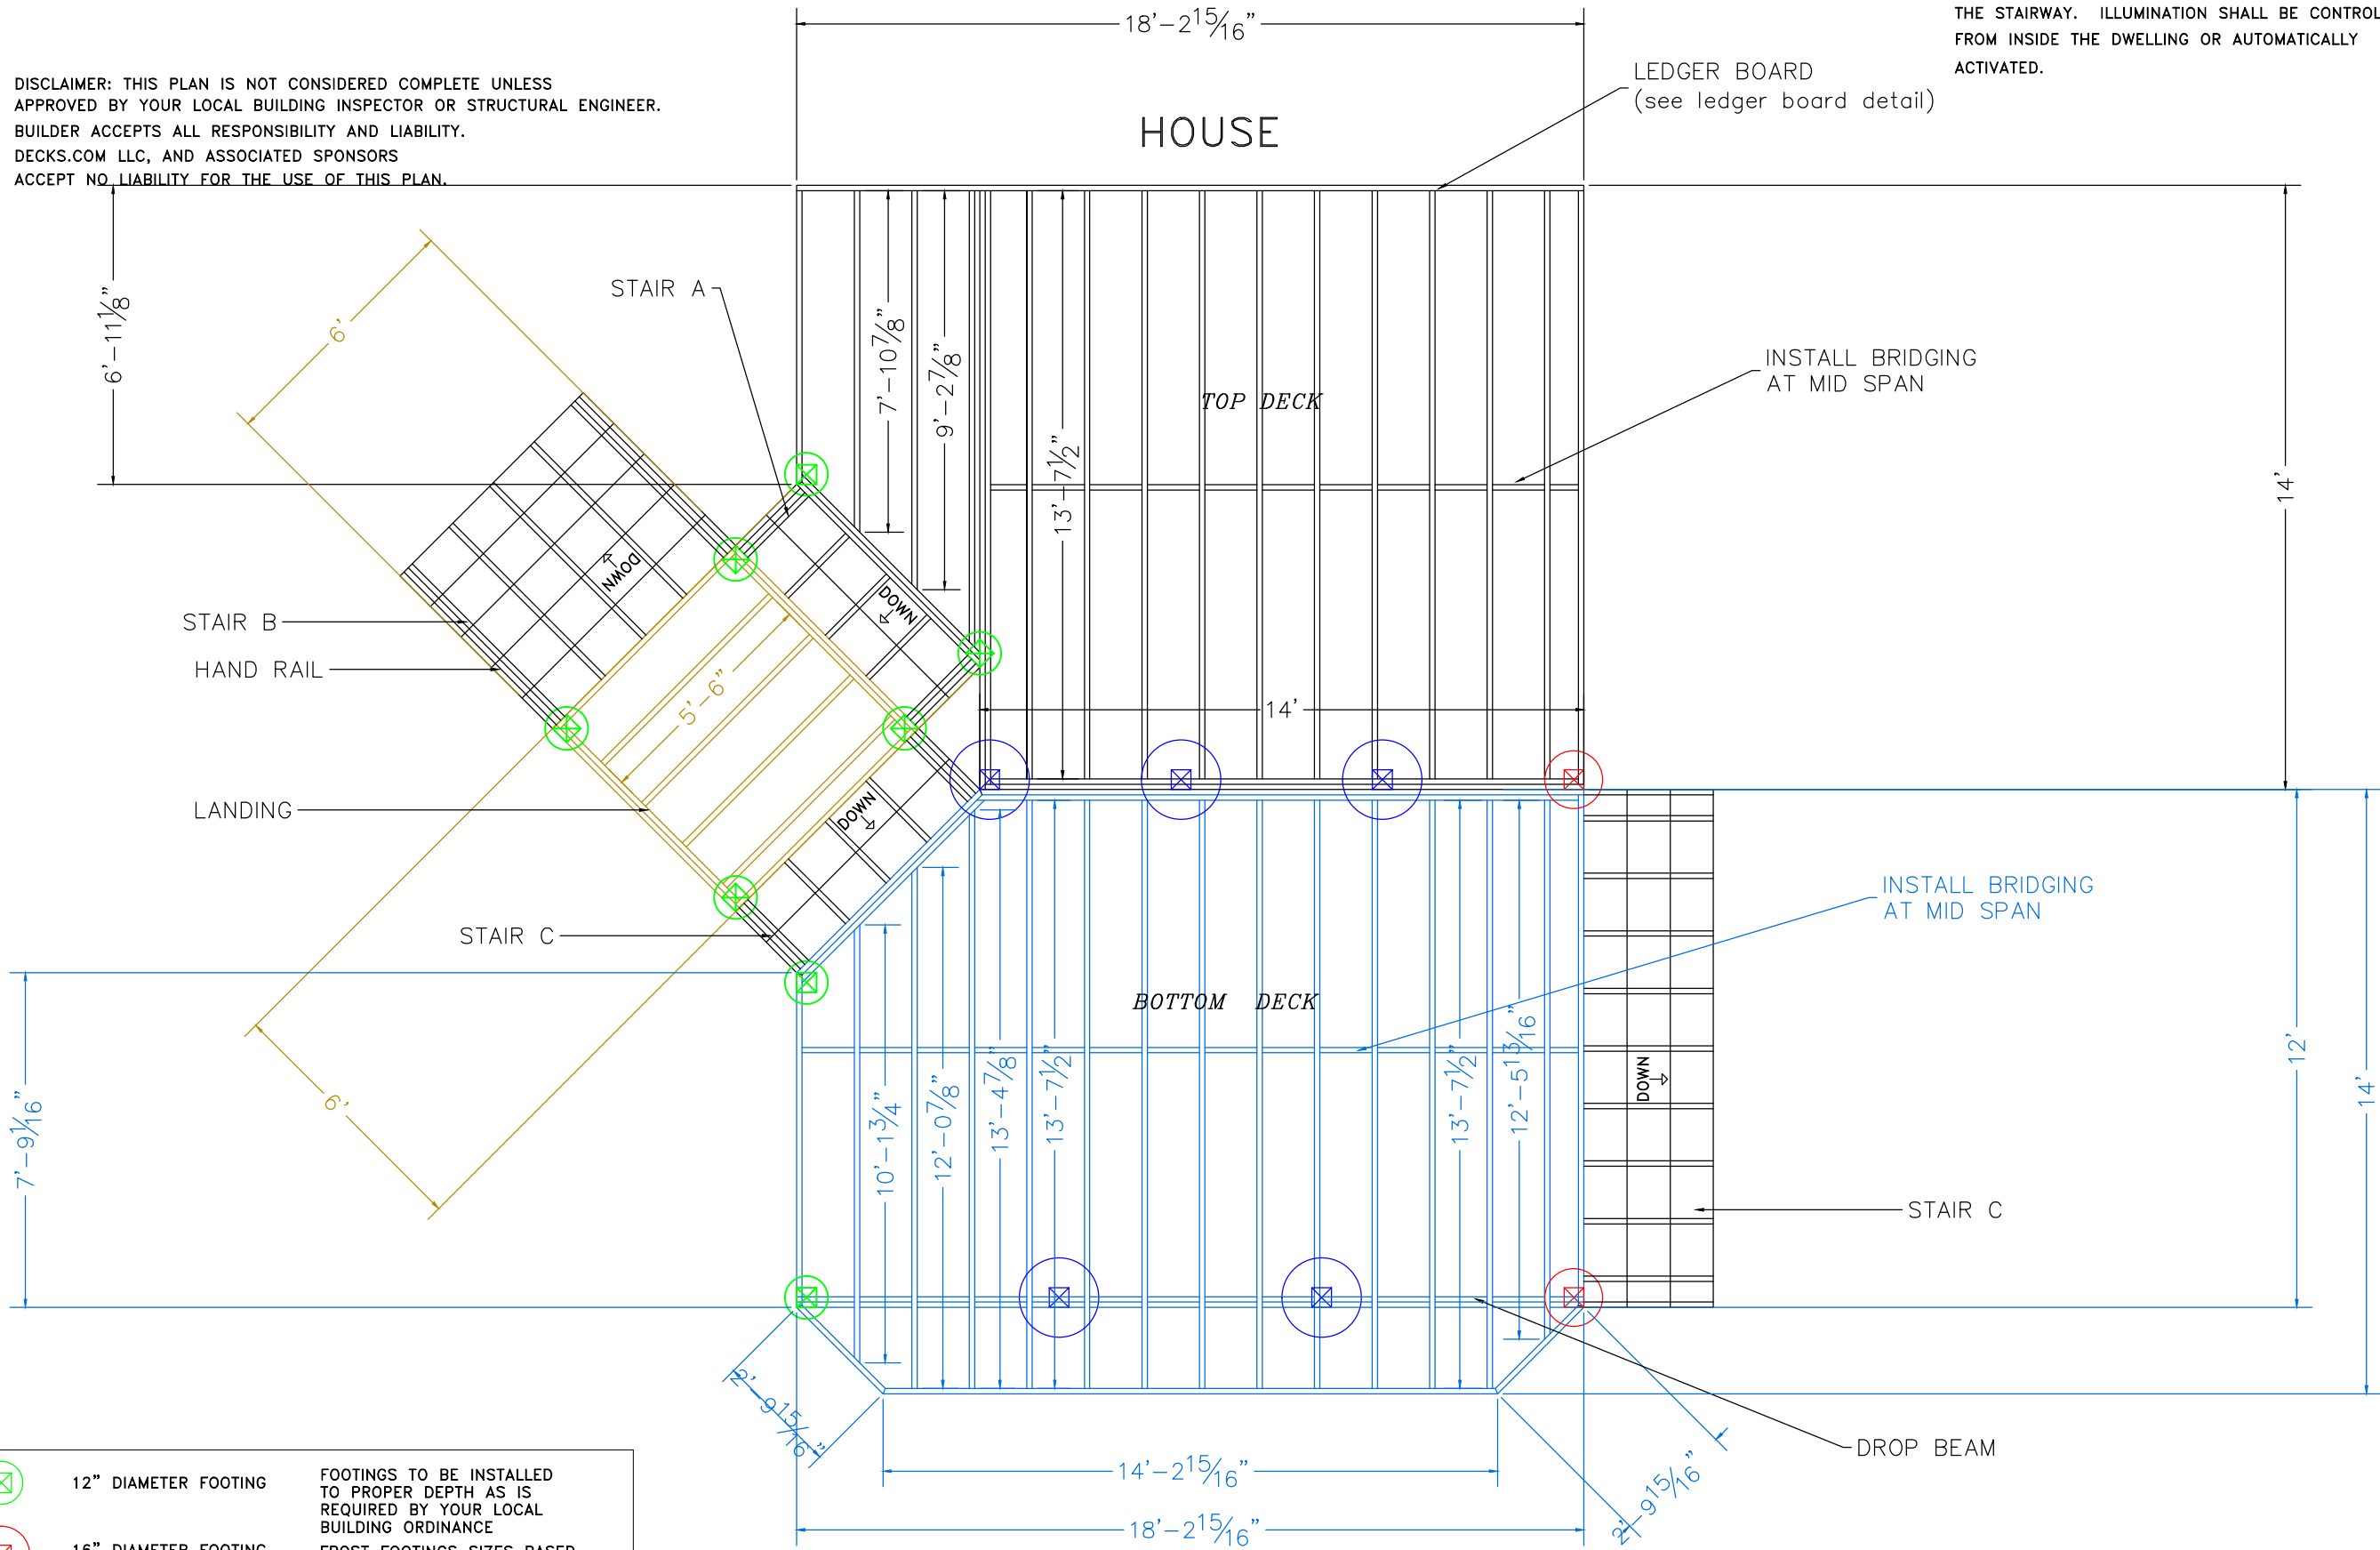 18'-2 15/16"
THE STAIRWAY. ILLUMINATION SHALL BE CONTROL
FROM INSIDE THE DWELLING OR AUTOMATICALLY
ACTIVATED.
DISCLAIMER: THIS PLAN IS NOT CONSIDERED COMPLETE UNLESS
APPROVED BY YOUR LOCAL BUILDING INSPECTOR OR STRUCTURAL ENGINEER.
BUILDER ACCEPTS ALL RESPONSIBILITY AND LIABILITY.
DECKS.COM LLC, AND ASSOCIATED SPONSORS
ACCEPT NO LIABILITY FOR THE USE OF THIS PLAN.
LEDGER BOARD
(see ledger board detail)
HOUSE
6'-11 1/8"
6'
STAIR A
7'-10 7/8"
9'-2 7/8"
13'-7 1/2"
TOP DECK
INSTALL BRIDGING
AT MID SPAN
14'
DOWN
DOWN
STAIR B
HAND RAIL
5'-6"
14'
LANDING
DOWN
STAIR C
INSTALL BRIDGING
AT MID SPAN
BOTTOM DECK
7'-9 1/16"
6'
10'-1 3/4"
12'-0 7/8"
13'-4 7/8"
13'-7 1/2"
13'-7 1/2"
12'-5 13/16"
DOWN
12'
14'
STAIR C
2'-9 15/16"
14'-2 15/16"
2'-9 15/16"
DROP BEAM
18'-2 15/16"
12" DIAMETER FOOTING
FOOTINGS TO BE INSTALLED
TO PROPER DEPTH AS IS
REQUIRED BY YOUR LOCAL
BUILDING ORDINANCE
16" DIAMETER FOOTING
FROST FOOTINGS SIZES BASED